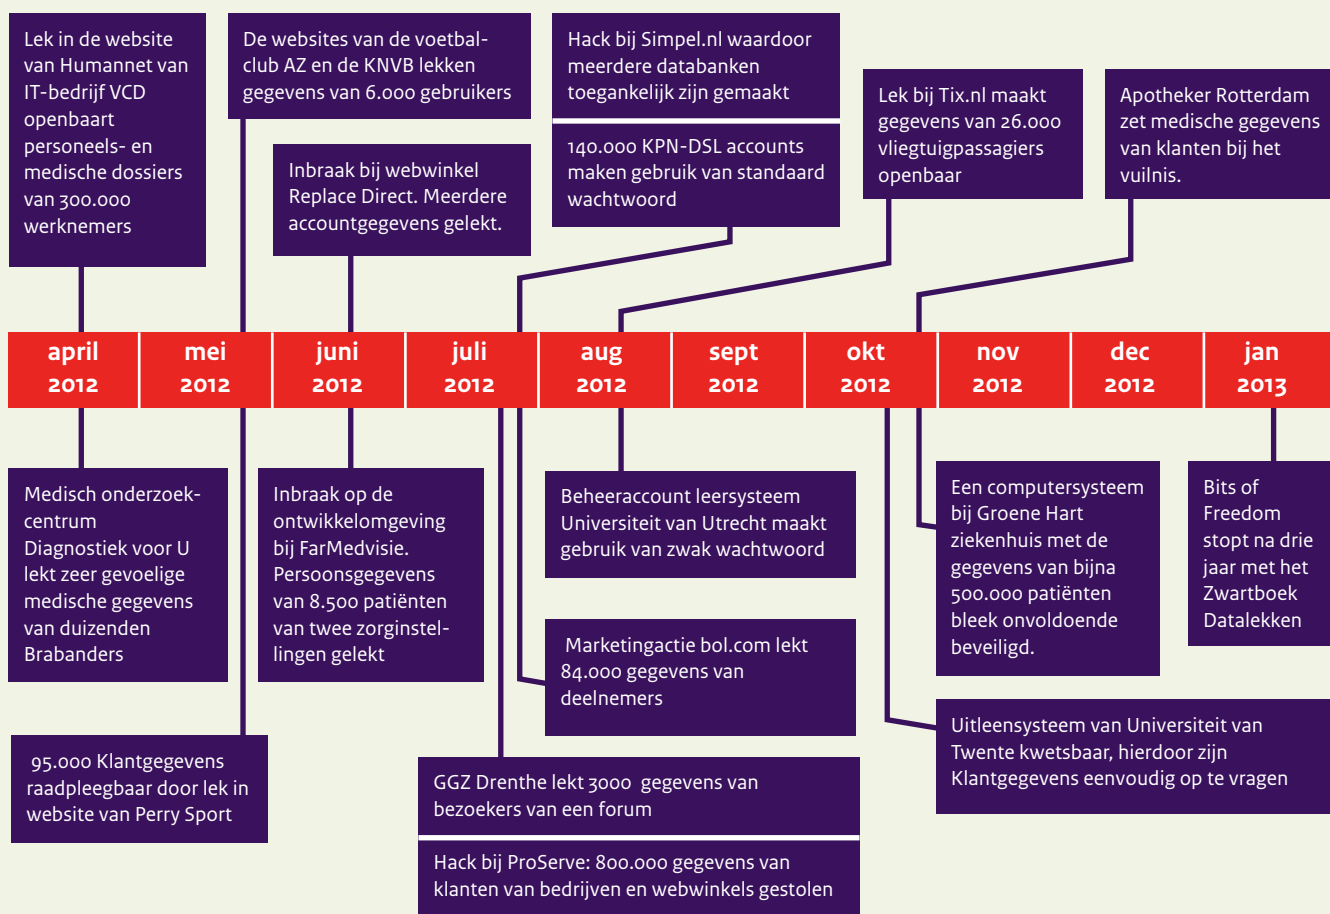 Lek in de website
van Humannet van
IT-bedrijf VCD
openbaart
personeels- en
medische dossiers
van 300.000
werknemers
De websites van de voetbal-
club AZ en de KNVB lekken
gegevens van 6.000 gebruikers
Inbraak bij webwinkel
Replace Direct. Meerdere
accountgegevens gelekt.
Hack bij Simpel.nl waardoor
meerdere databanken
toegankelijk zijn gemaakt
140.000 KPN-DSL accounts
maken gebruik van standaard
wachtwoord
Lek bij Tix.nl maakt
gegevens van 26.000
vliegtuigpassagiers
openbaar
Apotheker Rotterdam
zet medische gegevens
van klanten bij het
vuilnis.
april
2012
mei
2012
juni
2012
juli
2012
aug
2012
sept
2012
okt
2012
nov
2012
dec
2012
jan
2013
Medisch onderzoek-
centrum
Diagnostiek voor U
lekt zeer gevoelige
medische gegevens
van duizenden
Brabanders
95.000 Klantgegevens
raadpleegbaar door lek in
website van Perry Sport
Inbraak op de
ontwikkelomgeving
bij FarMedvisie.
Persoonsgegevens
van 8.500 patiënten
van twee zorginstel-
lingen gelekt
GGZ Drenthe lekt 3000 gegevens van
bezoekers van een forum
Hack bij ProServe: 800.000 gegevens van
klanten van bedrijven en webwinkels gestolen
Beheeraccount leersysteem
Universiteit van Utrecht maakt
gebruik van zwak wachtwoord
Marketingactie bol.com lekt
84.000 gegevens van
deelnemers
Een computersysteem
bij Groene Hart
ziekenhuis met de
gegevens van bijna
500.000 patiënten
bleek onvoldoende
beveiligd.
Uitleensysteem van Universiteit van
Twente kwetsbaar, hierdoor zijn
Klantgegevens eenvoudig op te vragen
Bits of
Freedom
stopt na drie
jaar met het
Zwartboek
Datalekken